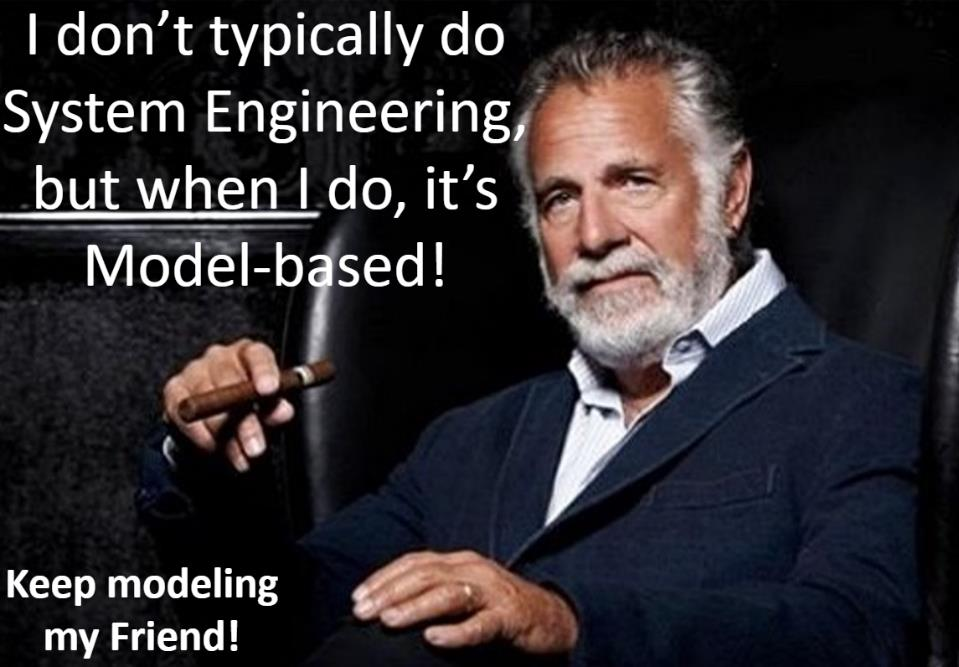 I don’t typically do
System Engineering,
but when I do, it’s
Model-based!
Keep modeling
my Friend!